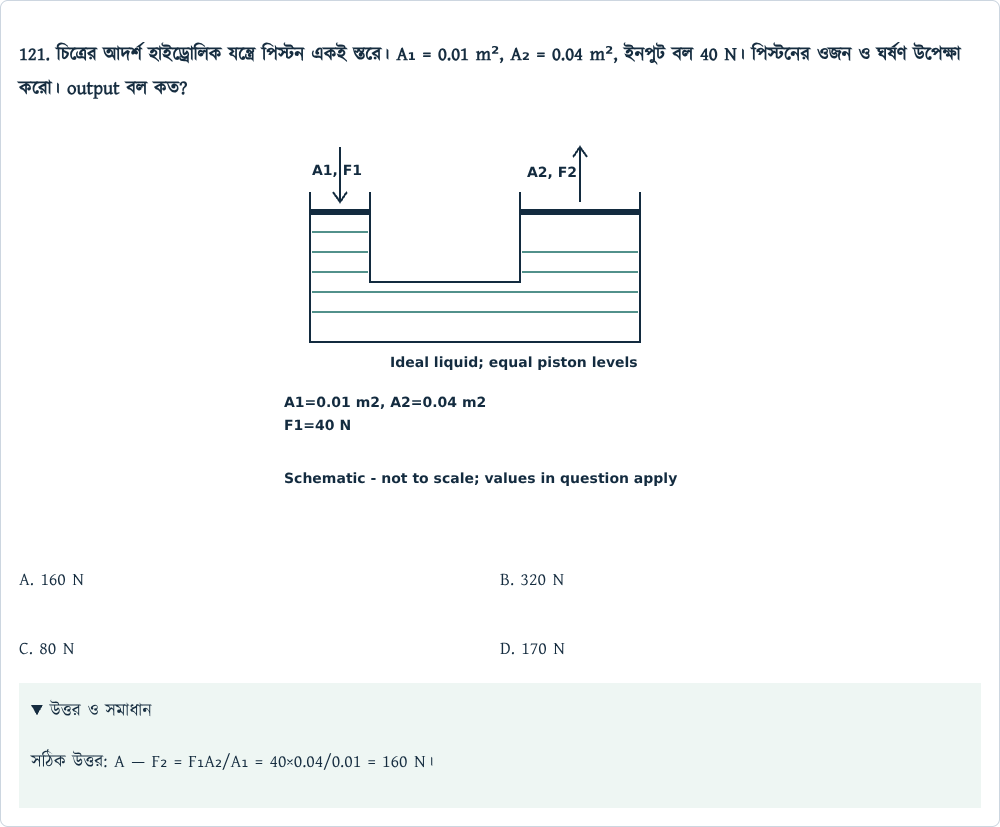 121. চিত্রের আদর্শ হাইড্রোলিক যন্ত্রে পিস্টন একই স্তরে। A₁ = 0.01 m², A₂ = 0.04 m², ইনপুট বল 40 N। পিস্টনের ওজন ও ঘর্ষণ উপেক্ষা
করো। output বল কত?
A1, F1
A2, F2
Ideal liquid; equal piston levels
A1=0.01 m2, A2=0.04 m2
F1=40 N
Schematic - not to scale; values in question apply
A. 160 N
B. 320 N
C. 80 N
D. 170 N
▼ উত্তর ও সমাধান
সঠিক উত্তর: A — F₂ = F₁A₂/A₁ = 40×0.04/0.01 = 160 N।